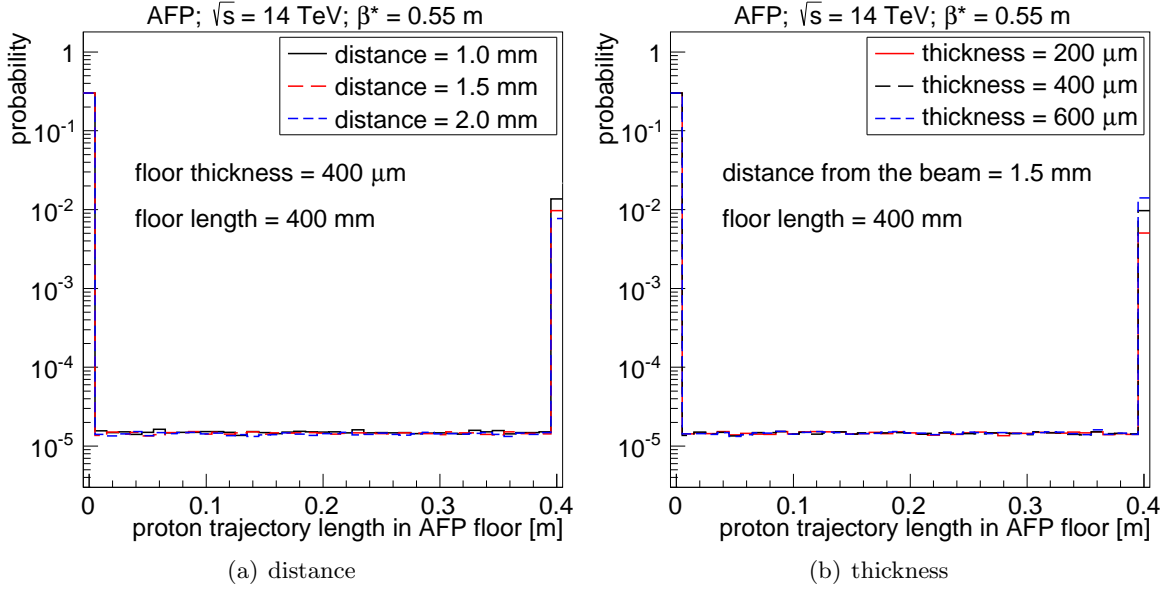 AFP; √s = 14 TeV; β* = 0.55 m
probability
1
10⁻¹
10⁻²
10⁻³
10⁻⁴
10⁻⁵
distance = 1.0 mm
distance = 1.5 mm
distance = 2.0 mm
floor thickness = 400 μm
floor length = 400 mm
0 0.1 0.2 0.3 0.4
proton trajectory length in AFP floor [m]
(a) distance
AFP; √s = 14 TeV; β* = 0.55 m
probability
1
10⁻¹
10⁻²
10⁻³
10⁻⁴
10⁻⁵
thickness = 200 μm
thickness = 400 μm
thickness = 600 μm
distance from the beam = 1.5 mm
floor length = 400 mm
0 0.1 0.2 0.3 0.4
proton trajectory length in AFP floor [m]
(b) thickness